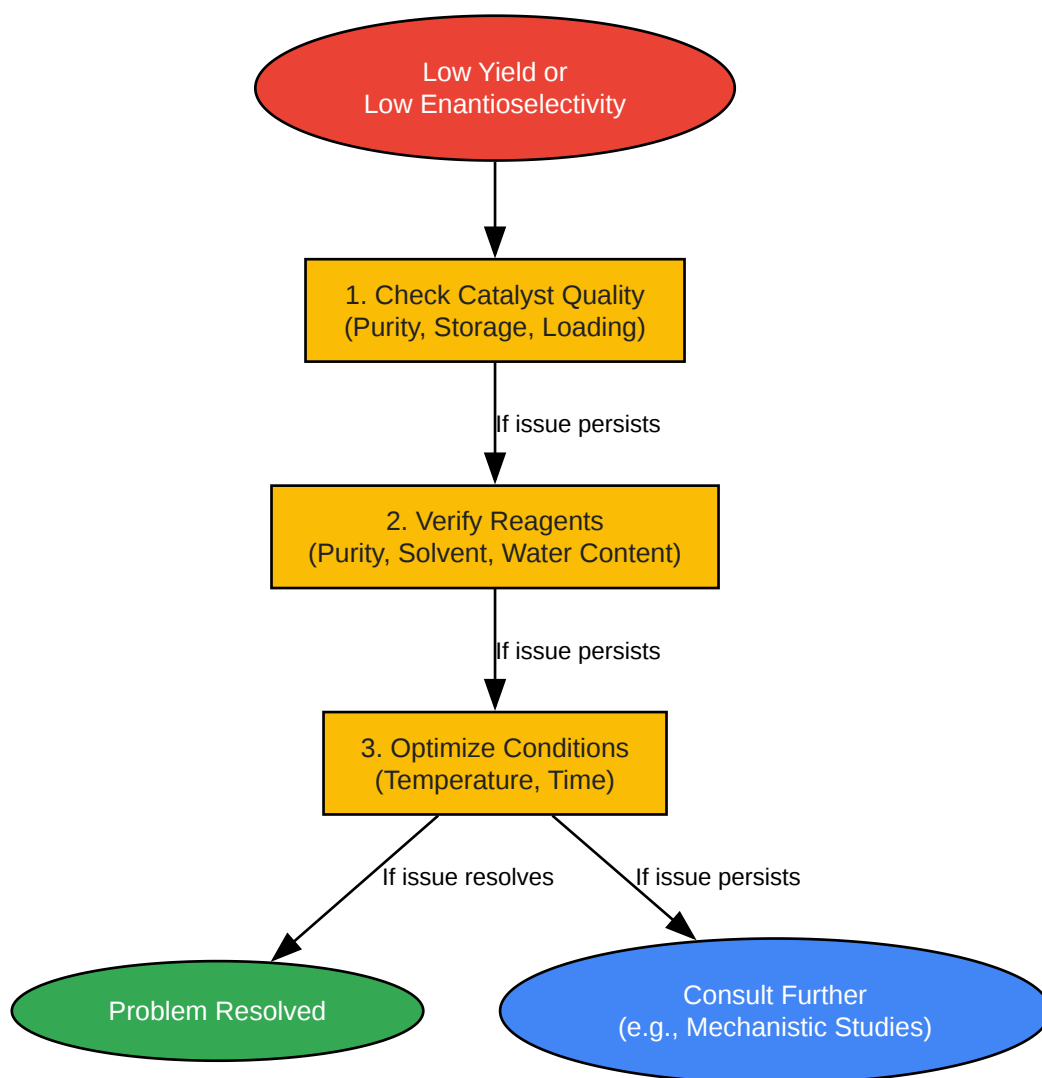 Low Yield or
Low Enantioselectivity
1. Check Catalyst Quality
(Purity, Storage, Loading)
If issue persists
2. Verify Reagents
(Purity, Solvent, Water Content)
If issue persists
3. Optimize Conditions
(Temperature, Time)
If issue resolves
If issue persists
Problem Resolved
Consult Further
(e.g., Mechanistic Studies)